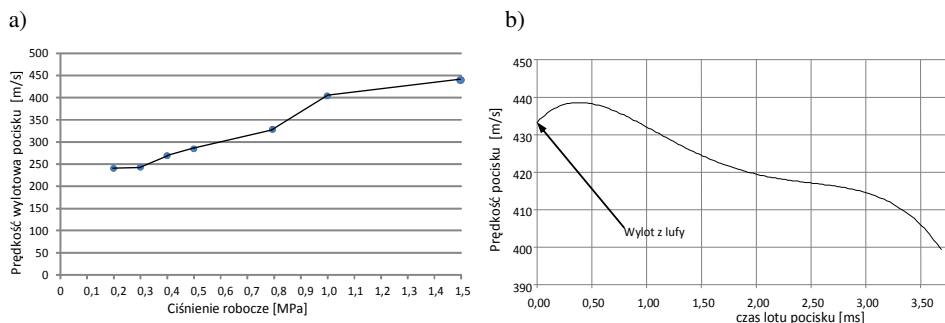 a)
Prędkość wylotowa pocisku [m/s]
500
450
400
350
300
250
200
150
100
50
0
0 0,1 0,2 0,3 0,4 0,5 0,6 0,7 0,8 0,9 1,0 1,1 1,2 1,3 1,4 1,5
Ciśnienie robocze [MPa]
b)
Prędkość pocisku [m/s]
450
440
430
420
410
400
390
Wylot z lufy
0,00 0,50 1,00 1,50 2,00 2,50 3,00 3,50
czas lotu pocisku [ms]